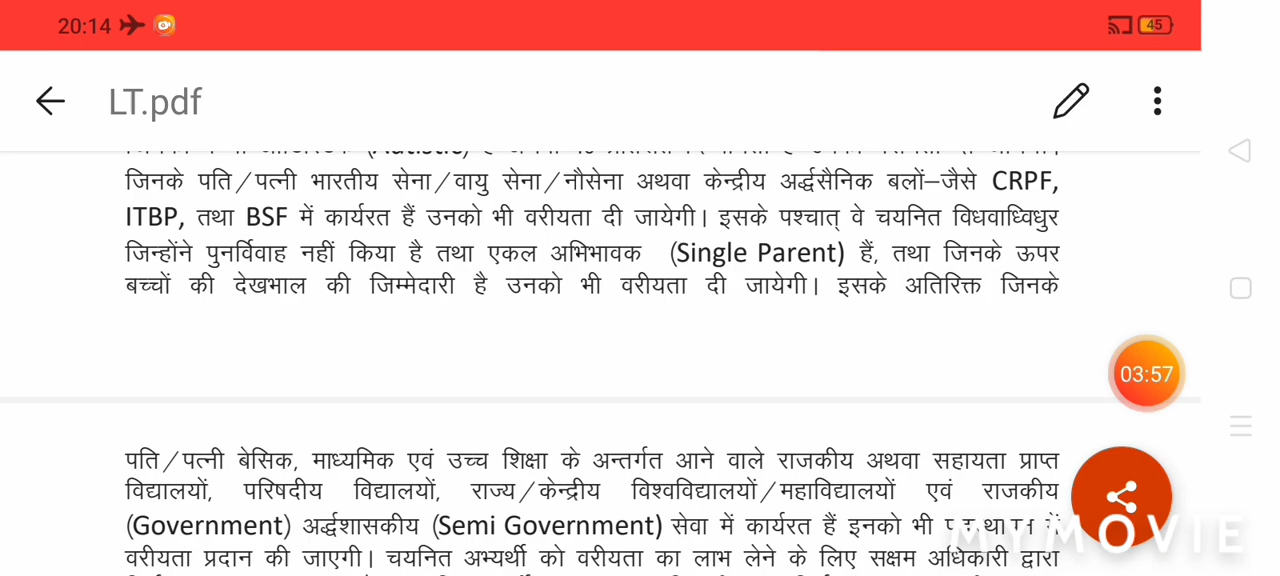 20:14
45
LT.pdf
(Autistic)
जिनके पति/पत्नी भारतीय सेना/वायु सेना/नौसेना अथवा केन्द्रीय अर्द्धसैनिक बलों–जैसे CRPF,
ITBP, तथा BSF में कार्यरत हैं उनको भी वरीयता दी जायेगी। इसके पश्चात् वे चयनित विधवाध्विधुर
जिन्होंने पुनर्विवाह नहीं किया है तथा एकल अभिभावक (Single Parent) हैं, तथा जिनके ऊपर
बच्चों की देखभाल की जिम्मेदारी है उनको भी वरीयता दी जायेगी। इसके अतिरिक्त जिनके
03:57
पति/पत्नी बेसिक, माध्यमिक एवं उच्च शिक्षा के अन्तर्गत आने वाले राजकीय अथवा सहायता प्राप्त
विद्यालयों, परिषदीय विद्यालयों, राज्य/केन्द्रीय विश्वविद्यालयों/महाविद्यालयों एवं राजकीय
(Government) अर्द्धशासकीय (Semi Government) सेवा में कार्यरत हैं इनको भी में
MYMOVIE
वरीयता प्रदान की जाएगी। चयनित अभ्यर्थी को वरीयता का लाभ लेने के लिए सक्षम अधिकारी द्वारा